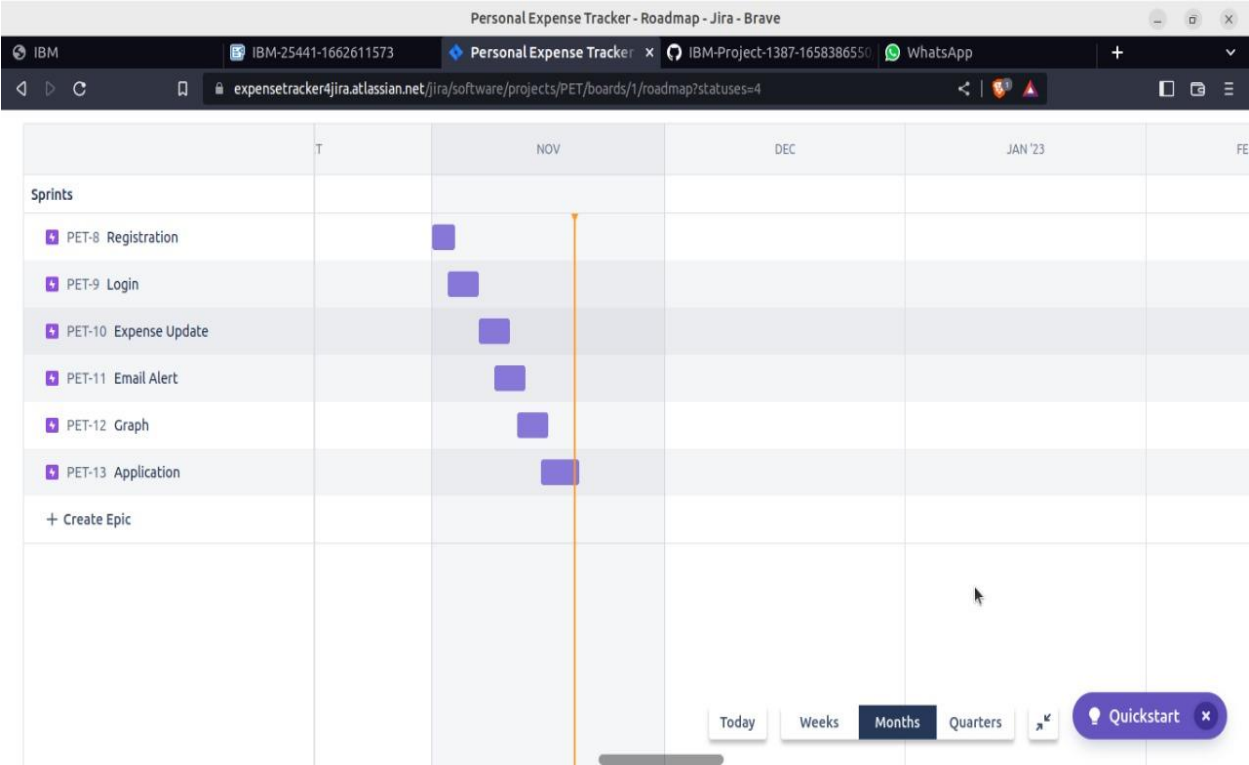 Personal Expense Tracker - Roadmap - Jira - Brave
IBM IBM-25441-1662611573 Personal Expense Tracker IBM-Project-1387-1658386550 WhatsApp
expensetracker4jira.atlassian.net/jira/software/projects/PET/boards/1/roadmap?statuses=4
T NOV DEC JAN '23 FE
Sprints
PET-8 Registration
PET-9 Login
PET-10 Expense Update
PET-11 Email Alert
PET-12 Graph
PET-13 Application
+ Create Epic
Today Weeks Months Quarters Quickstart